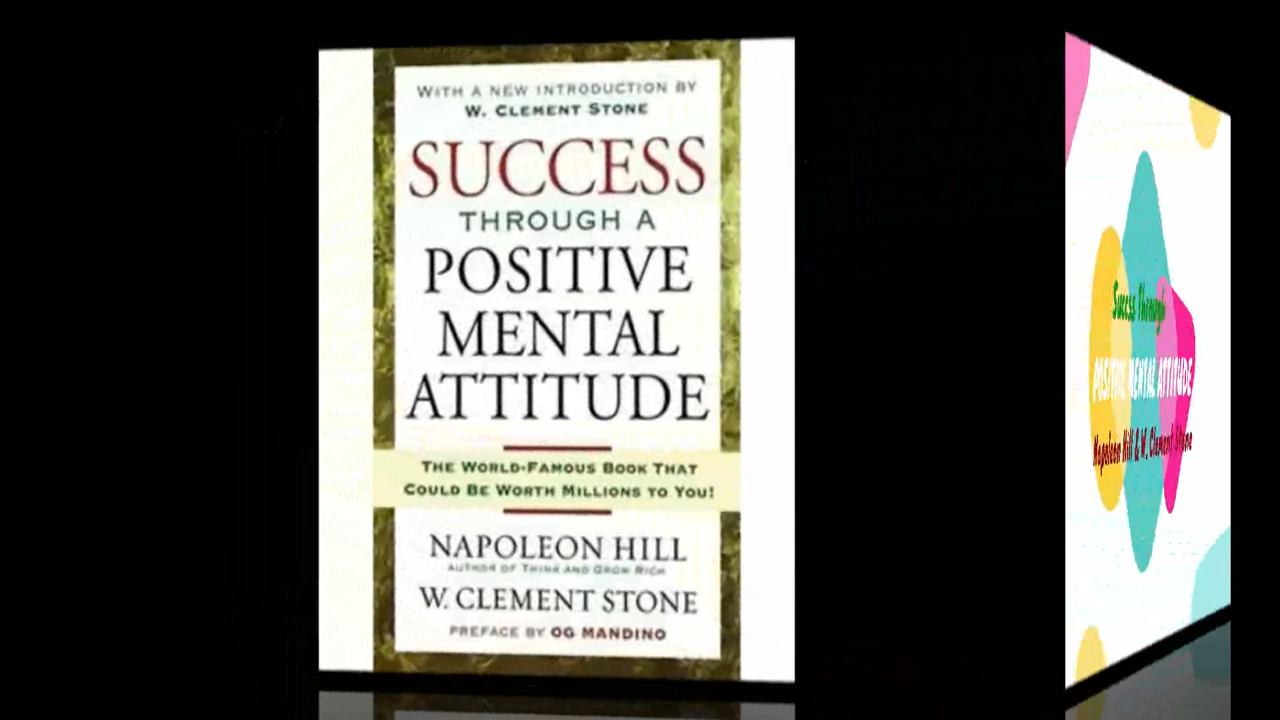 WITH A NEW INTRODUCTION BY
W. CLEMENT STONE
SUCCESS
THROUGH A
POSITIVE
MENTAL
ATTITUDE
THE WORLD-FAMOUS BOOK THAT
COULD BE WORTH MILLIONS TO YOU!
NAPOLEON HILL
AUTHOR OF THINK AND GROW RICH
W. CLEMENT STONE
PREFACE BY OG MANDINO
Success Through
POSITIVE MENTAL ATTITUDE
Napoleon Hill & W. Clement Stone